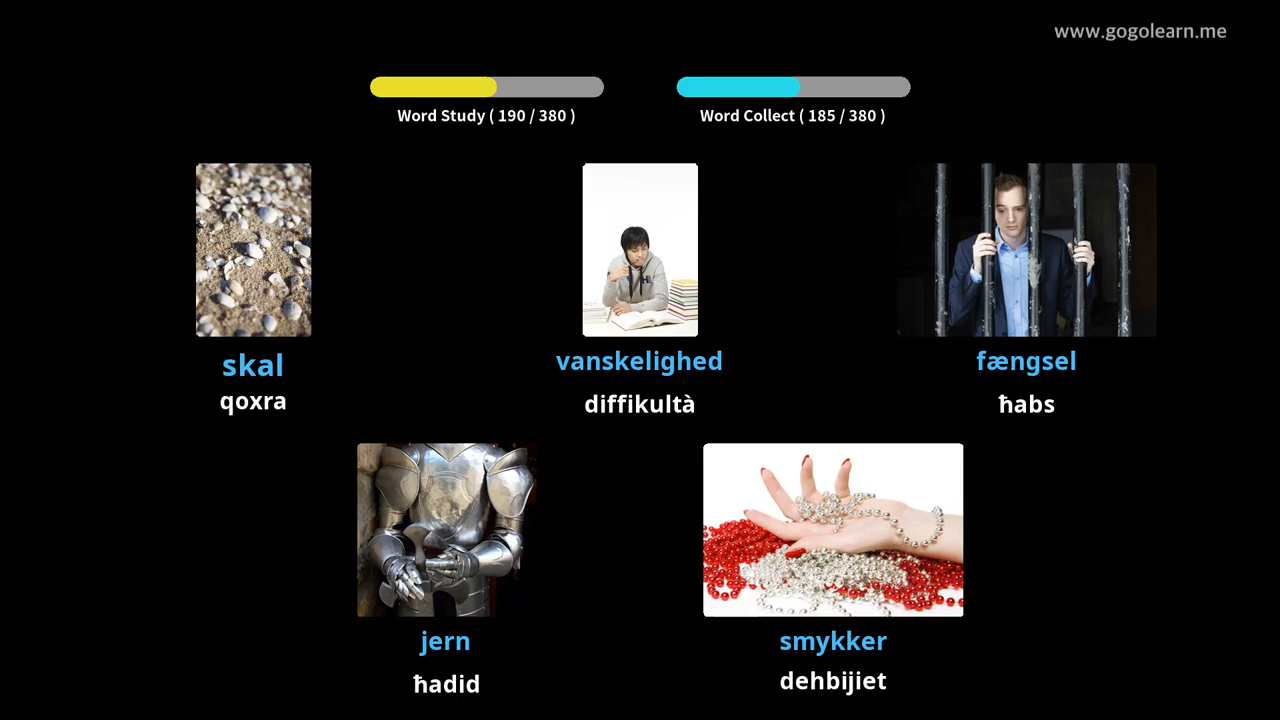 www.gogolearn.me
Word Study ( 190 / 380 )
Word Collect ( 185 / 380 )
skal
qoxra
vanskelighed
diffikultà
fængsel
ħabs
jern
ħadid
smykker
dehbijiet